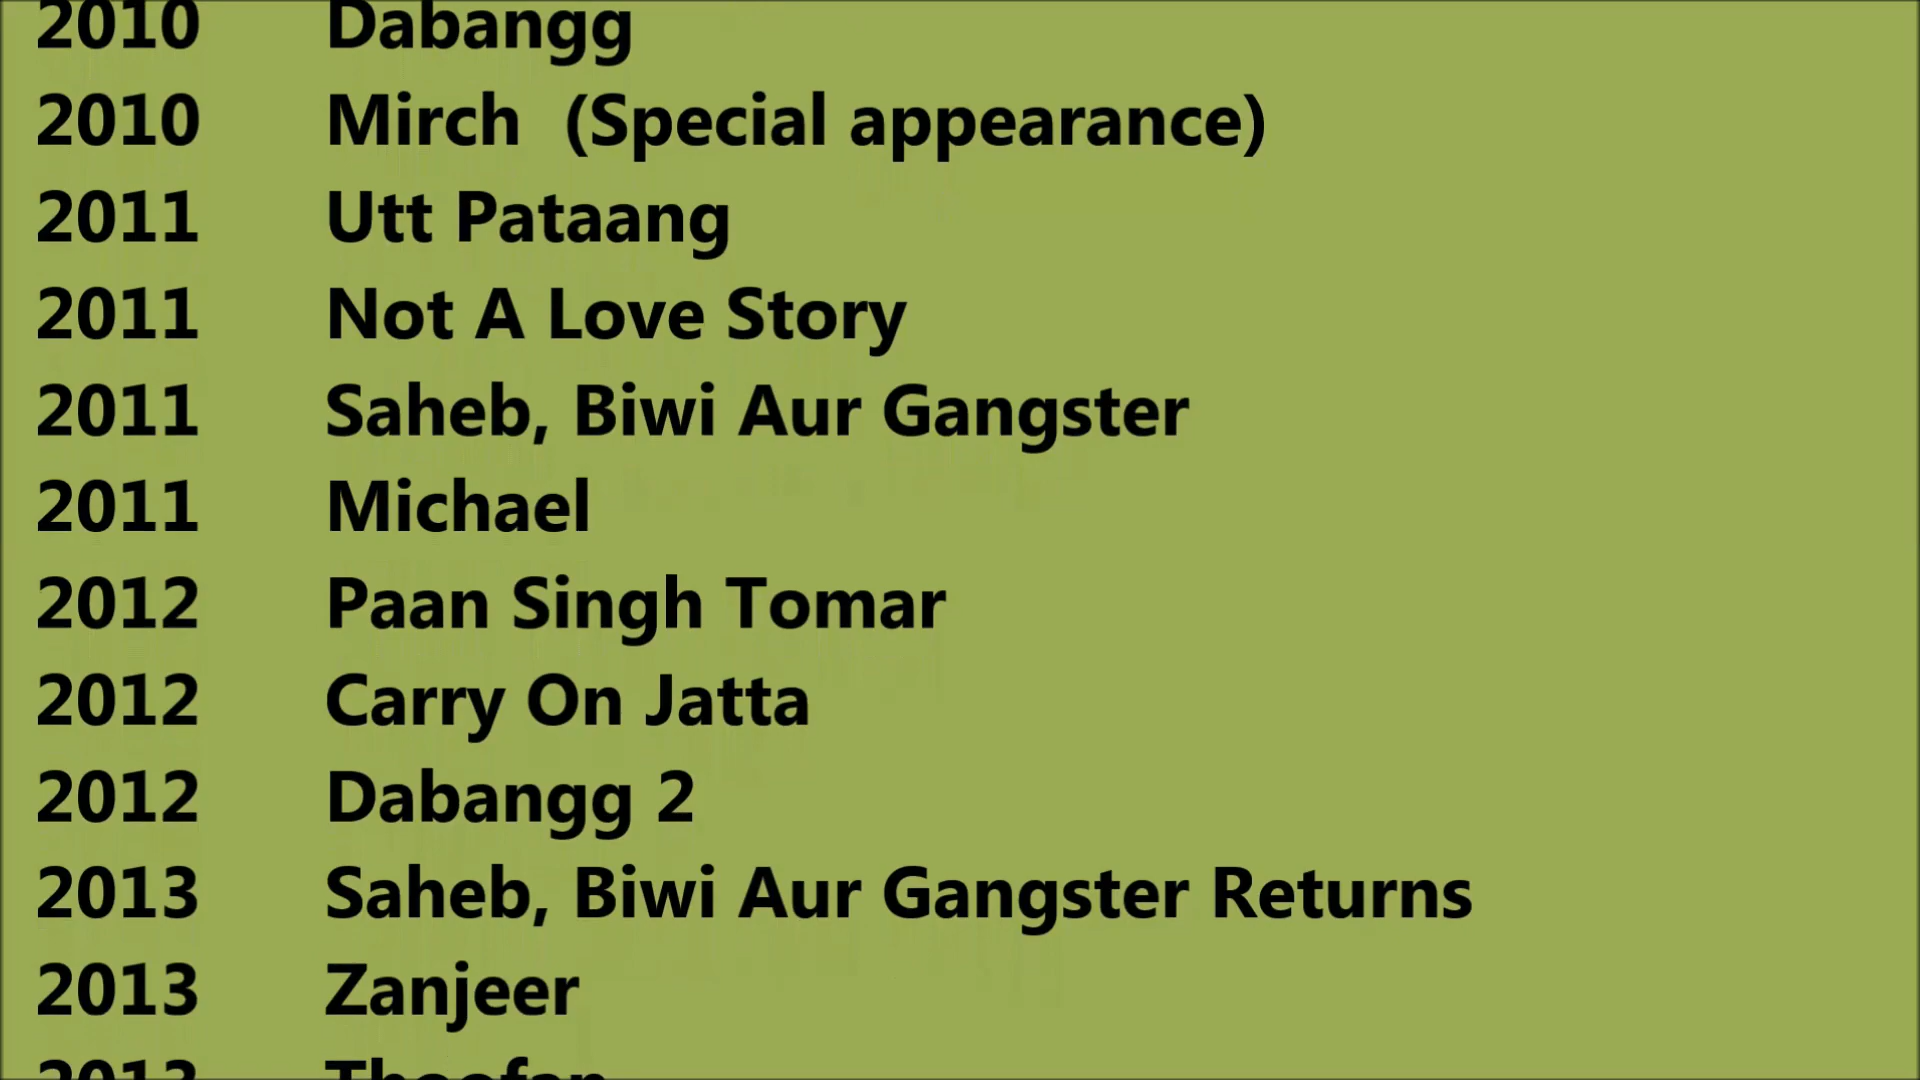 2010 Dabangg
2010 Mirch (Special appearance)
2011 Utt Pataang
2011 Not A Love Story
2011 Saheb, Biwi Aur Gangster
2011 Michael
2012 Paan Singh Tomar
2012 Carry On Jatta
2012 Dabangg 2
2013 Saheb, Biwi Aur Gangster Returns
2013 Zanjeer
2013 Thoofan